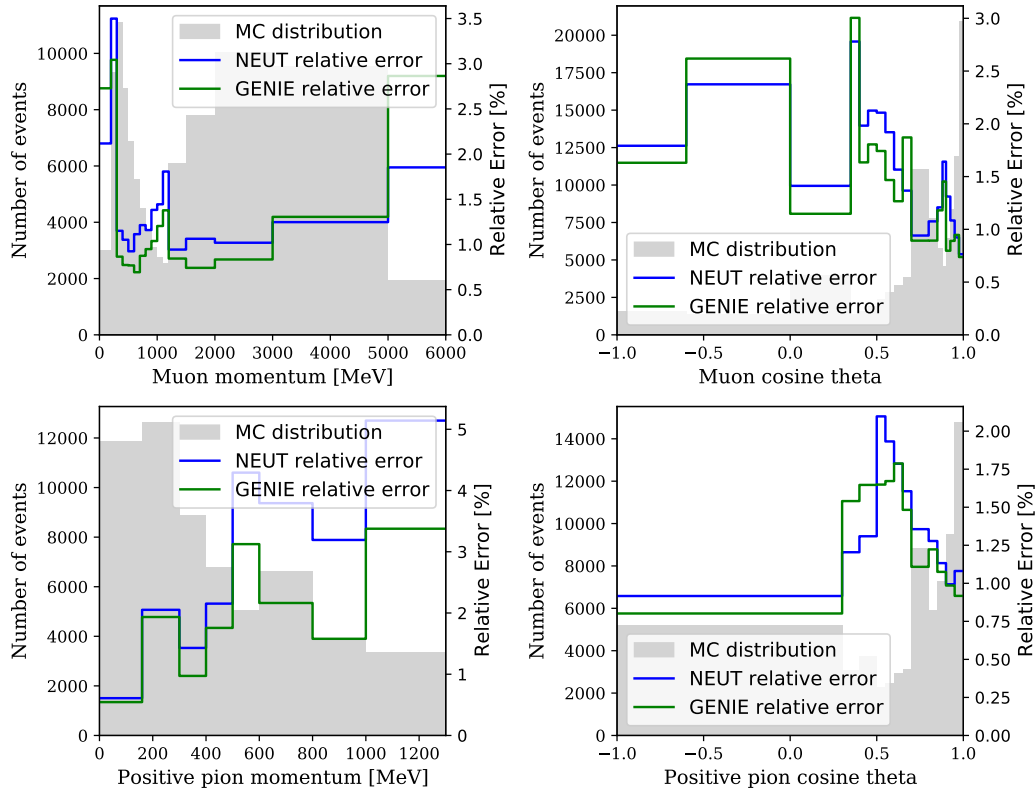 Number of events
10000
8000
6000
4000
2000
0
3.5
3.0
2.5
2.0
1.5
1.0
0.5
0.0
Relative Error [%]
MC distribution
NEUT relative error
GENIE relative error
0 1000 2000 3000 4000 5000 6000
Muon momentum [MeV]
Number of events
20000
17500
15000
12500
10000
7500
5000
2500
0
3.0
2.5
2.0
1.5
1.0
0.5
0.0
Relative Error [%]
MC distribution
NEUT relative error
GENIE relative error
−1.0 −0.5 0.0 0.5 1.0
Muon cosine theta
Number of events
12000
10000
8000
6000
4000
2000
0
5
4
3
2
1
0
Relative Error [%]
MC distribution
NEUT relative error
GENIE relative error
0 200 400 600 800 1000 1200
Positive pion momentum [MeV]
Number of events
14000
12000
10000
8000
6000
4000
2000
0
2.00
1.75
1.50
1.25
1.00
0.75
0.50
0.25
0.00
Relative Error [%]
MC distribution
NEUT relative error
GENIE relative error
−1.0 −0.5 0.0 0.5 1.0
Positive pion cosine theta